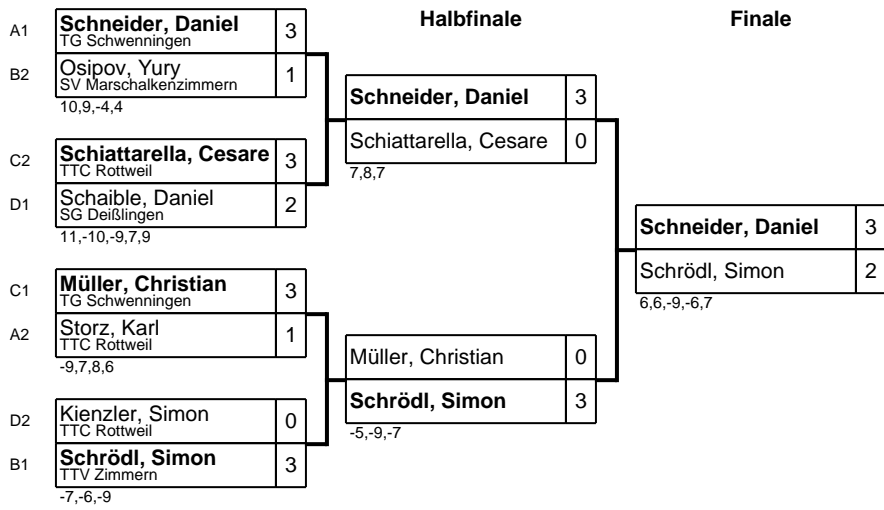 Halbfinale
Finale
A1
Schneider, Daniel
TG Schwenningen
3
B2
Osipov, Yury
SV Marschalkenzimmern
1
10,9,-4,4
C2
Schiattarella, Cesare
TTC Rottweil
3
D1
Schaible, Daniel
SG Deißlingen
2
11,-10,-9,7,9
C1
Müller, Christian
TG Schwenningen
3
A2
Storz, Karl
TTC Rottweil
1
-9,7,8,6
D2
Kienzler, Simon
TTC Rottweil
0
B1
Schrödl, Simon
TTV Zimmern
3
-7,-6,-9
Schneider, Daniel 3
Schiattarella, Cesare 0
7,8,7
Müller, Christian 0
Schrödl, Simon 3
-5,-9,-7
Schneider, Daniel 3
Schrödl, Simon 2
6,6,-9,-6,7